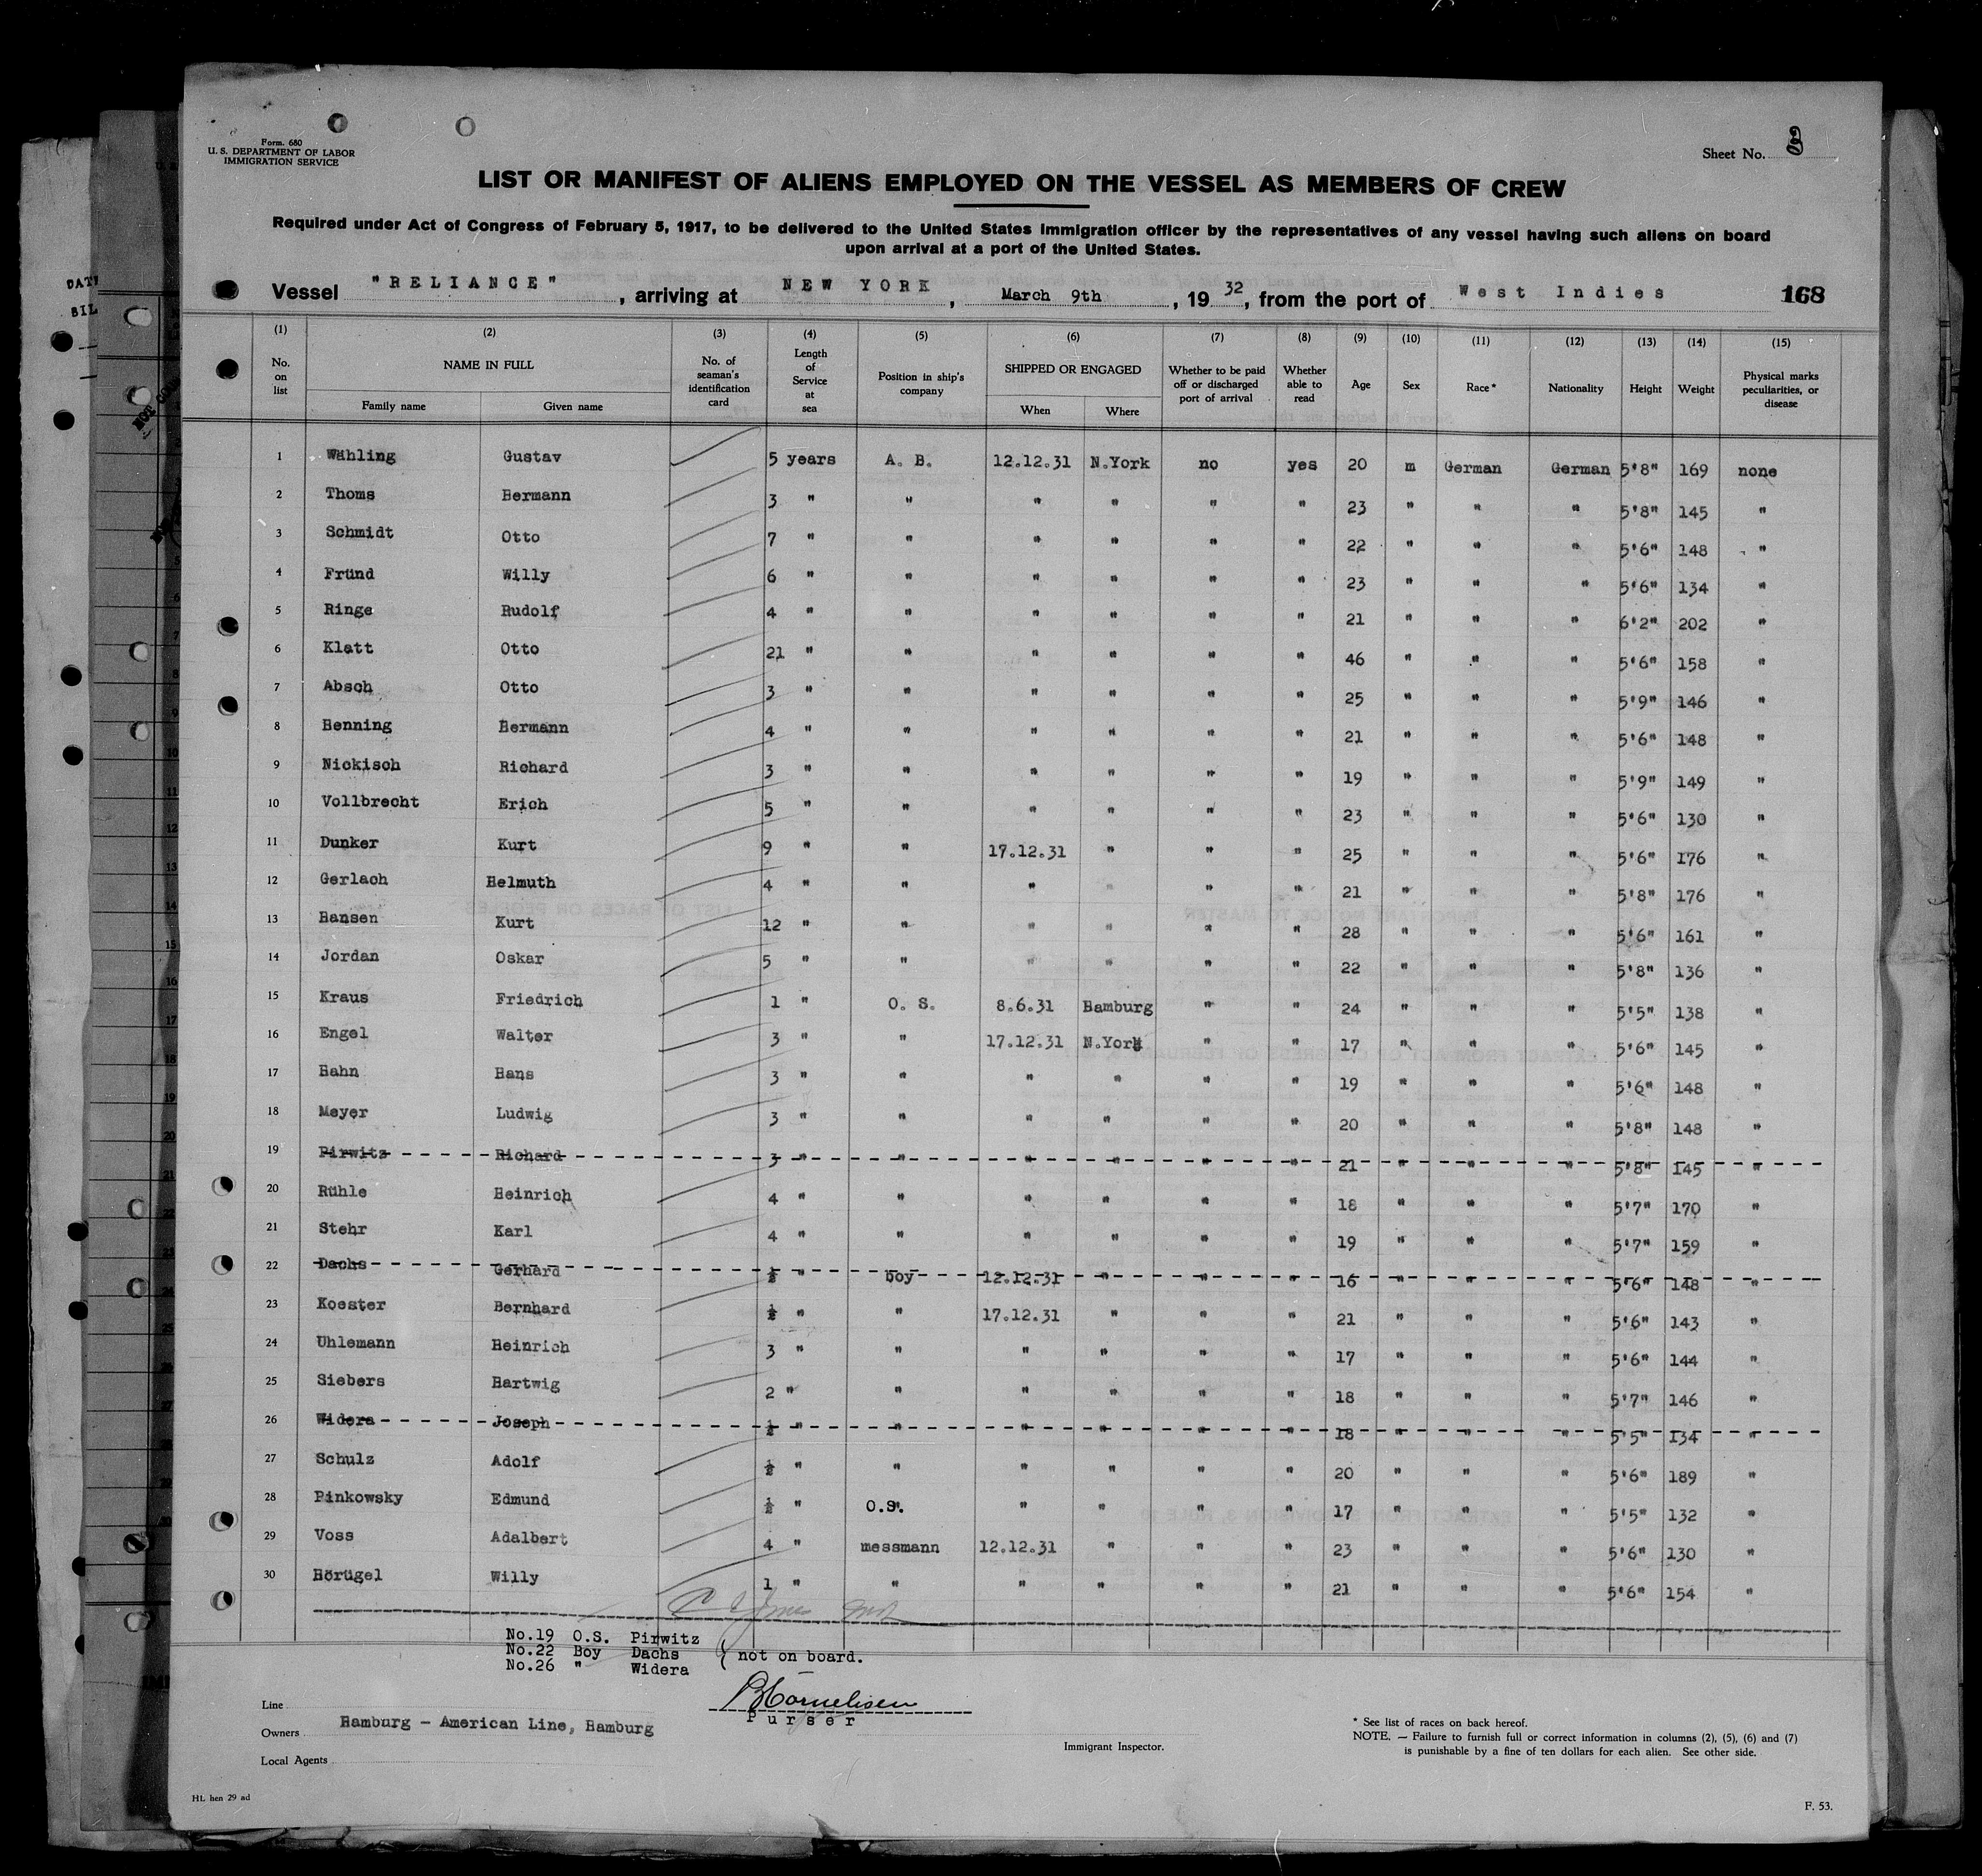 Form. 680
U. S. DEPARTMENT OF LABOR
IMMIGRATION SERVICE
Sheet No.
LIST OR MANIFEST OF ALIENS EMPLOYED ON THE VESSEL AS MEMBERS OF CREW
Required under Act of Congress of February 5, 1917, to be delivered to the United States Immigration officer by the representatives of any vessel having such aliens on board
upon arrival at a port of the United States.
Vessel "RELIANCE", arriving at NEW YORK, March 9th, 1932, from the port of West Indies 168
(1) (2) (3) (4) (5) (6) (7) (8) (9) (10) (11) (12) (13) (14) (15)
No. on list NAME IN FULL Family name Given name No. of seaman's identification card Length of Service at sea Position in ship's company SHIPPED OR ENGAGED When Where Whether to be paid off or discharged port of arrival Whether able to read Age Sex Race* Nationality Height Weight Physical marks peculiarities, or disease
1 Wähling Gustav 5 years A. B. 12.12.31 N.York no yes 20 m German German 5'8" 169 none
2 Thoms Hermann 3 " " " " " " 23 " " " 5'8" 145 "
3 Schmidt Otto 7 " " " " " " 22 " " " 5'6" 148 "
4 Fründ Willy 6 " " " " " " 23 " " " 5'6" 134 "
5 Ringe Rudolf 4 " " " " " " 21 " " " 6'2" 202 "
6 Klatt Otto 21 " " " " " " 46 " " " 5'6" 158 "
7 Absch Otto 3 " " " " " " 25 " " " 5'9" 146 "
8 Henning Hermann 4 " " " " " " 21 " " " 5'6" 148 "
9 Nickisch Richard 3 " " " " " " 19 " " " 5'9" 149 "
10 Vollbrecht Erich 5 " " " " " " 23 " " " 5'6" 130 "
11 Dunker Kurt 9 " " 17.12.31 " " " 25 " " " 5'6" 176 "
12 Gerlach Helmuth 4 " " " " " " 21 " " " 5'8" 176 "
13 Hansen Kurt 12 " " " " " " 28 " " " 5'6" 161 "
14 Jordan Oskar 5 " " " " " " 22 " " " 5'8" 136 "
15 Kraus Friedrich 1 " O. S. 8.6.31 Hamburg " " 24 " " " 5'5" 138 "
16 Engel Walter 3 " " 17.12.31 N.York " " 17 " " " 5'6" 145 "
17 Hahn Hans 3 " " " " " " 19 " " " 5'6" 148 "
18 Meyer Ludwig 3 " " " " " " 20 " " " 5'8" 148 "
19 Pirwitz Richard 3 " " " " " " 21 " " " 5'8" 145 "
20 Rühle Heinrich 4 " " " " " " 18 " " " 5'7" 170 "
21 Stehr Karl 4 " " " " " " 19 " " " 5'7" 159 "
22 Dachs Gerhard ½ " boy 12.12.31 " " " 16 " " " 5'6" 148 "
23 Koester Bernhard ½ " " 17.12.31 " " " 21 " " " 5'6" 143 "
24 Uhlemann Heinrich 3 " " " " " " 17 " " " 5'6" 144 "
25 Siebers Hartwig 2 " " " " " " 18 " " " 5'7" 146 "
26 Widera Joseph ½ " " " " " " 18 " " " 5'5" 134 "
27 Schulz Adolf ½ " " " " " " 20 " " " 5'6" 189 "
28 Pinkowsky Edmund ½ " O.S. " " " " 17 " " " 5'5" 132 "
29 Voss Adalbert 4 " messmann 12.12.31 " " " 23 " " " 5'6" 130 "
30 Hörügel Willy 1 " " " " " " 21 " " " 5'6" 154 "
No.19 O.S. Pirwitz
No.22 Boy Dachs ( not on board.
No.26 " Widera
Line
BCornelisen
Purser
Owners Hamburg - American Line, Hamburg
Local Agents
Immigrant Inspector.
* See list of races on back hereof.
NOTE. — Failure to furnish full or correct information in columns (2), (5), (6) and (7)
is punishable by a fine of ten dollars for each alien. See other side.
HL hen 29 ad
F. 53.